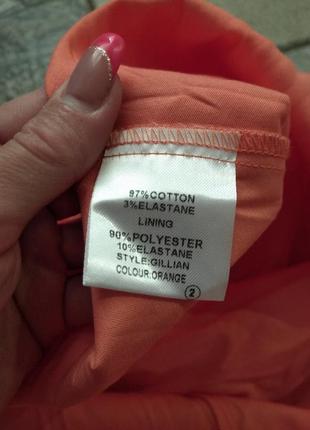 97%COTTON
3%ELASTANE
LINING
90%POLYESTER
10%ELASTANE
STYLE:GILLIAN
COLOUR:ORANGE
2